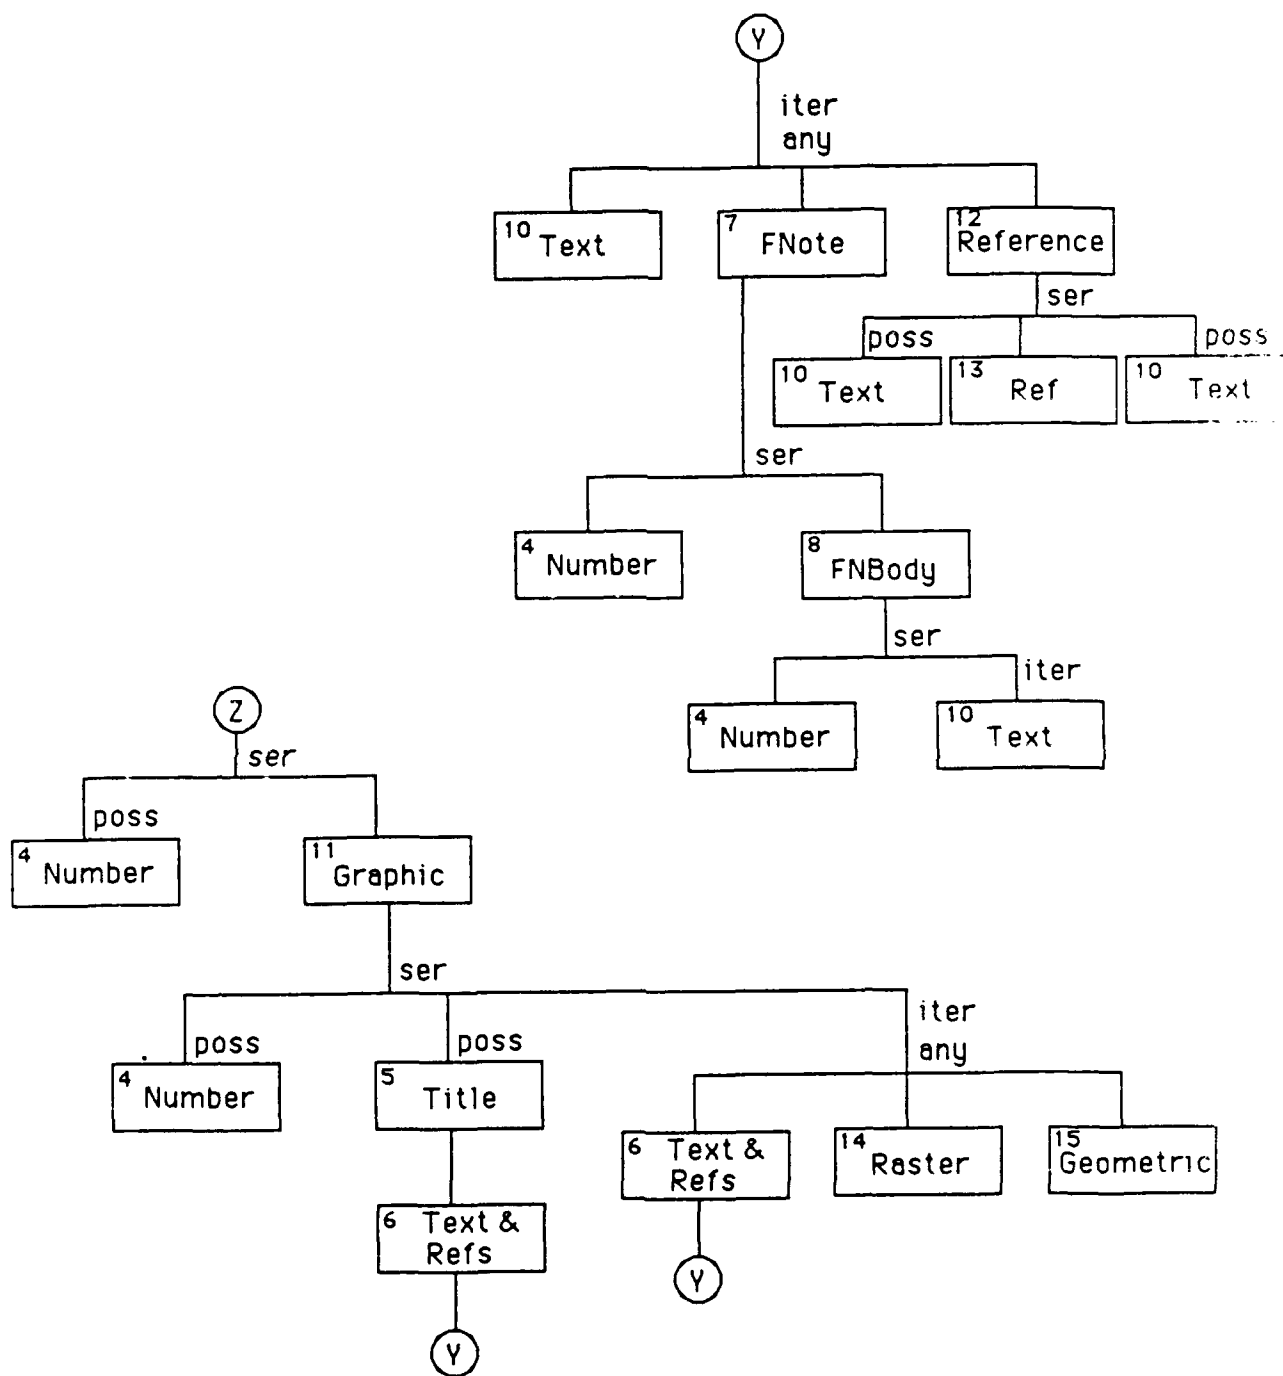 Y
iter
any
10 Text
7 FNote
12 Reference
ser
poss
poss
10 Text
13 Ref
10 Text
ser
4 Number
8 FNBody
ser
iter
4 Number
10 Text
Z
ser
poss
4 Number
11 Graphic
ser
poss
poss
iter
any
4 Number
5 Title
6 Text &
Refs
14 Raster
15 Geometric
6 Text &
Refs
Y
Y